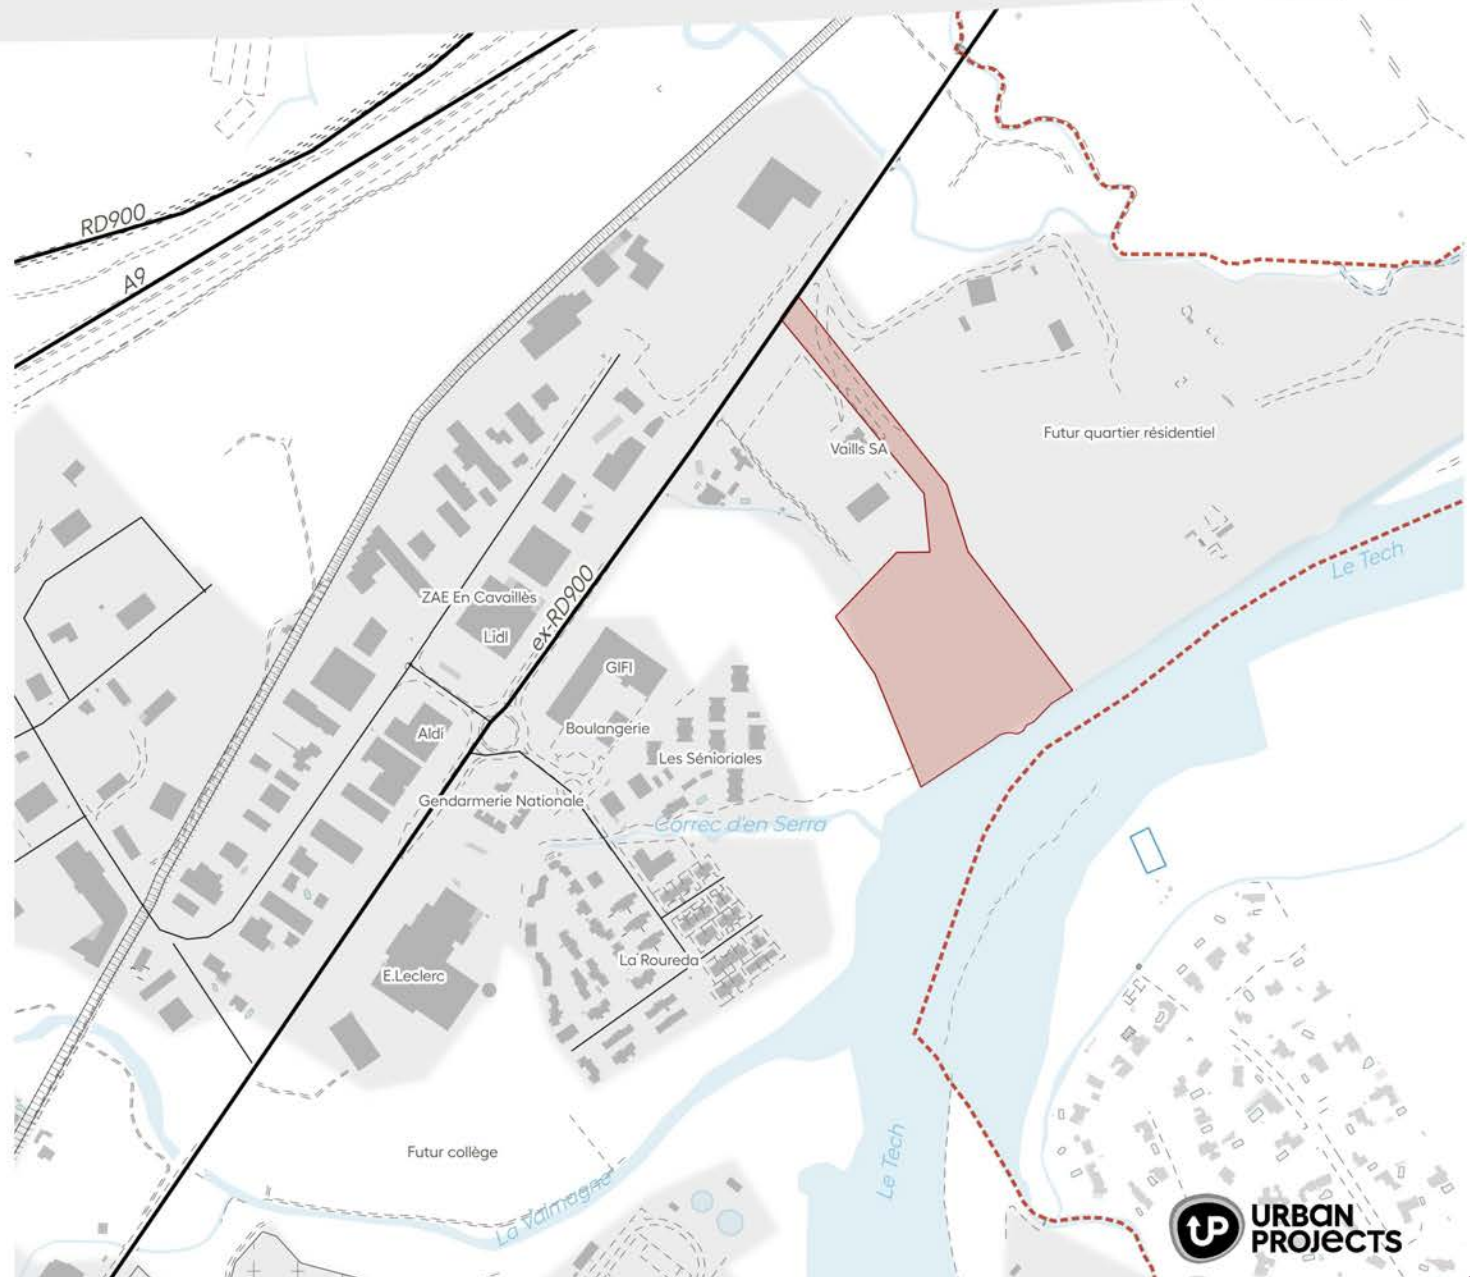 RD900
A9
Vaills SA
Futur quartier résidentiel
Le Tech
ZAE En Cavaillès
Lidl
ex-RD900
GIFI
Boulangerie
Aldi
Les Sénioriales
Gendarmerie Nationale
Correc d'en Serra
La Roureda
E.Leclerc
Futur collège
La Valmagne
Le Tech
UP
URBAN
PROJECTS